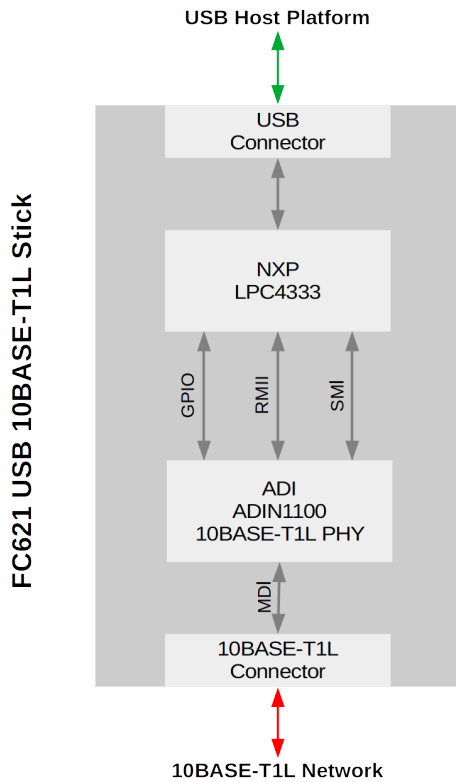 USB Host Platform
USB
Connector
NXP
LPC4333
GPIO
RMII
SMI
FC621 USB 10BASE-T1L Stick
ADI
ADIN1100
10BASE-T1L PHY
MDI
10BASE-T1L
Connector
10BASE-T1L Network